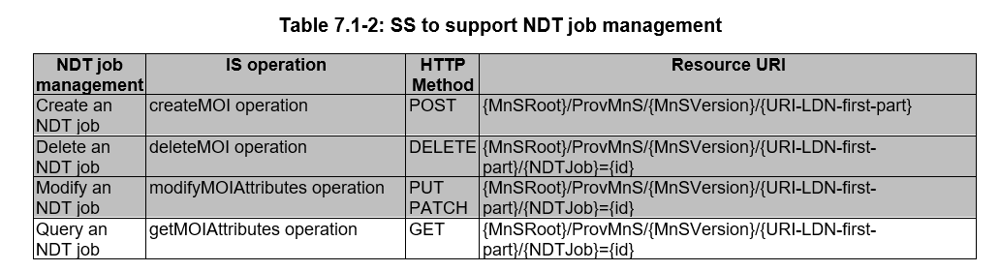 Table 7.1-2: SS to support NDT job management
NDT job management IS operation HTTP Method Resource URI
Create an NDT job createMOI operation POST {MnSRoot}/ProvMnS/{MnSVersion}/{URI-LDN-first-part}
Delete an NDT job deleteMOI operation DELETE {MnSRoot}/ProvMnS/{MnSVersion}/{URI-LDN-first-part}/{NDTJob}={id}
Modify an NDT job modifyMOIAttributes operation PUT PATCH {MnSRoot}/ProvMnS/{MnSVersion}/{URI-LDN-first-part}/{NDTJob}={id}
Query an NDT job getMOIAttributes operation GET {MnSRoot}/ProvMnS/{MnSVersion}/{URI-LDN-first-part}/{NDTJob}={id}